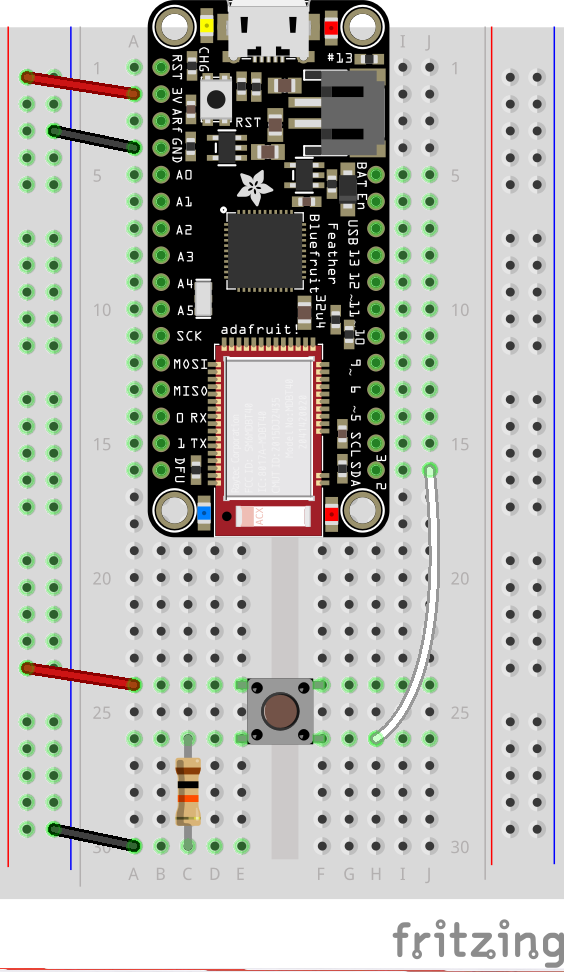 A I J
1 1
RST
CHG
#13
3V
ARf
RST
GND
5 A0 BAT 5
En
A1
A2 USB
A3 13
A4 12
10 A5 ~11 10
Bluefruit 32u4
Feather
SCK ~10
adafruit!
MOSI 9~
MISO 6
0 RX ~5
15 1 TX SCL 15
DFU SDA 3 2
20 20
25 25
30 30
A B C D E F G H I J
fritzing